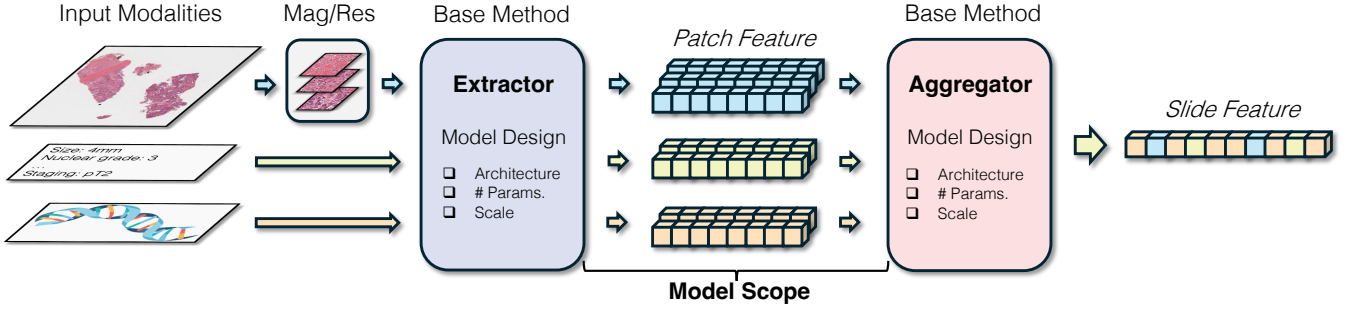 Input Modalities
Mag/Res
Base Method
Patch Feature
Base Method
Extractor
Model Design
❑ Architecture
❑ # Params.
❑ Scale
Aggregator
Model Design
❑ Architecture
❑ # Params.
❑ Scale
Slide Feature
Size: 4mm
Nuclear grade: 3
...
Staging: pT2
Model Scope